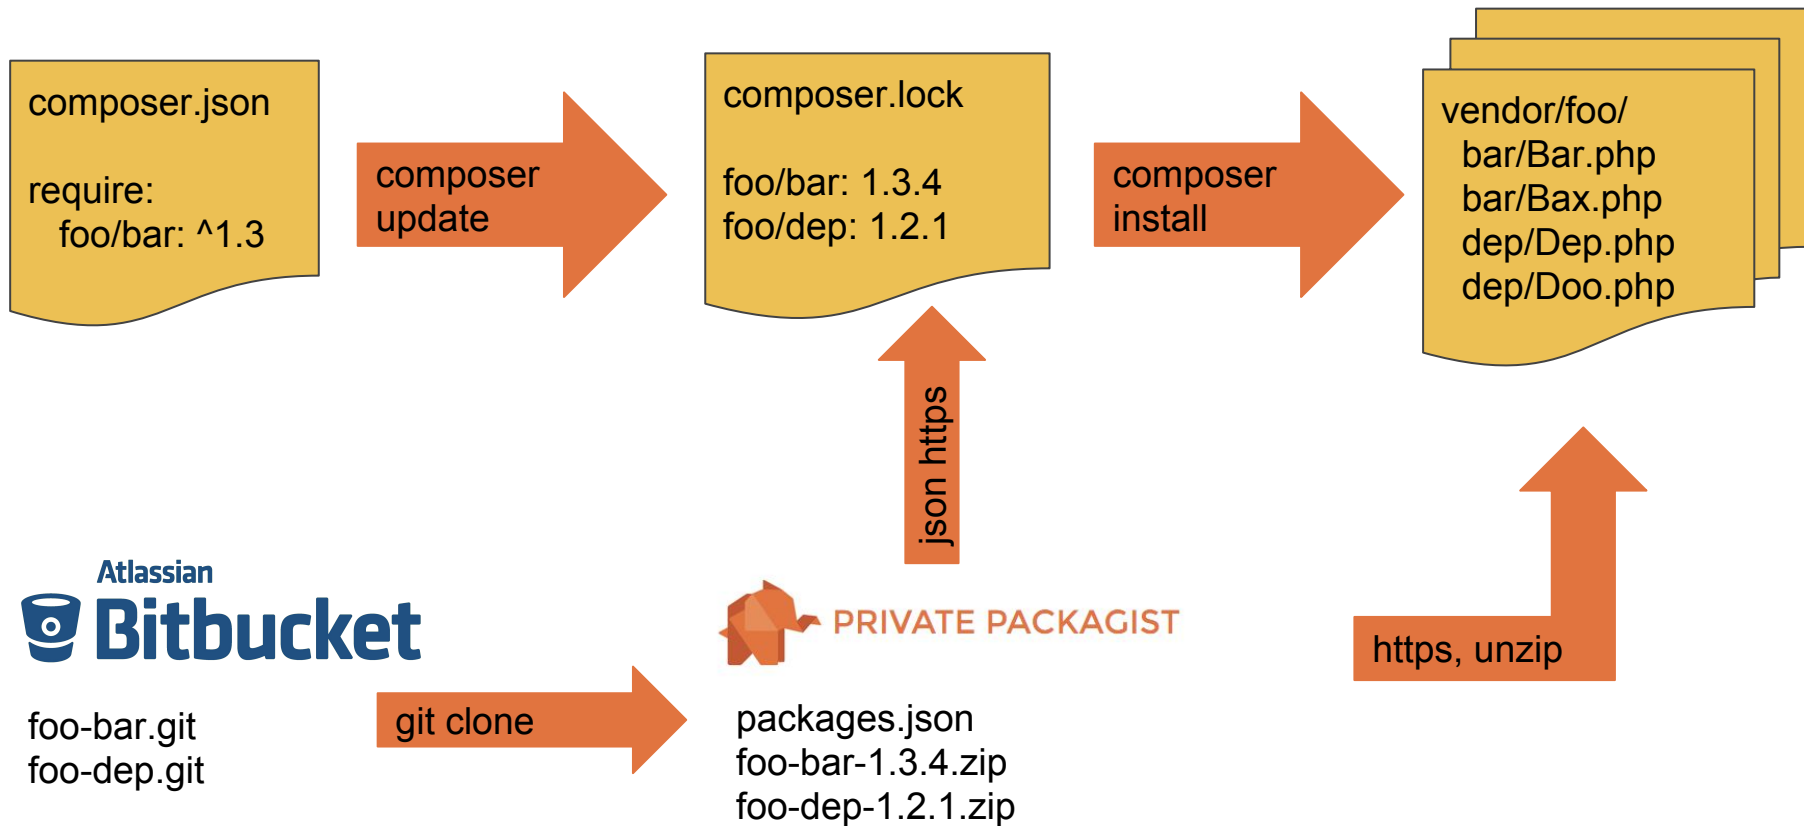 composer.json
require:
foo/bar: ^1.3
composer
update
composer.lock
foo/bar: 1.3.4
foo/dep: 1.2.1
composer
install
vendor/foo/
bar/Bar.php
bar/Bax.php
dep/Dep.php
dep/Doo.php
json https
Atlassian
Bitbucket
foo-bar.git
foo-dep.git
git clone
PRIVATE PACKAGIST
packages.json
foo-bar-1.3.4.zip
foo-dep-1.2.1.zip
https, unzip